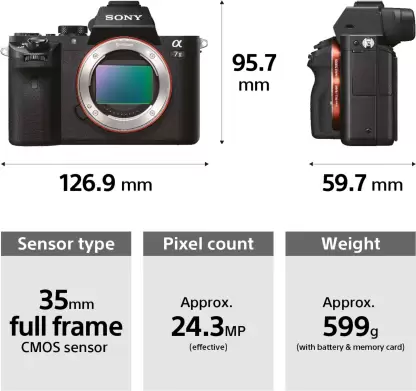 SONY
α
7II
95.7
mm
126.9 mm
59.7 mm
Sensor type
35mm
full frame
CMOS sensor
Pixel count
Approx.
24.3MP
(effective)
Weight
Approx.
599g
(with battery & memory card)